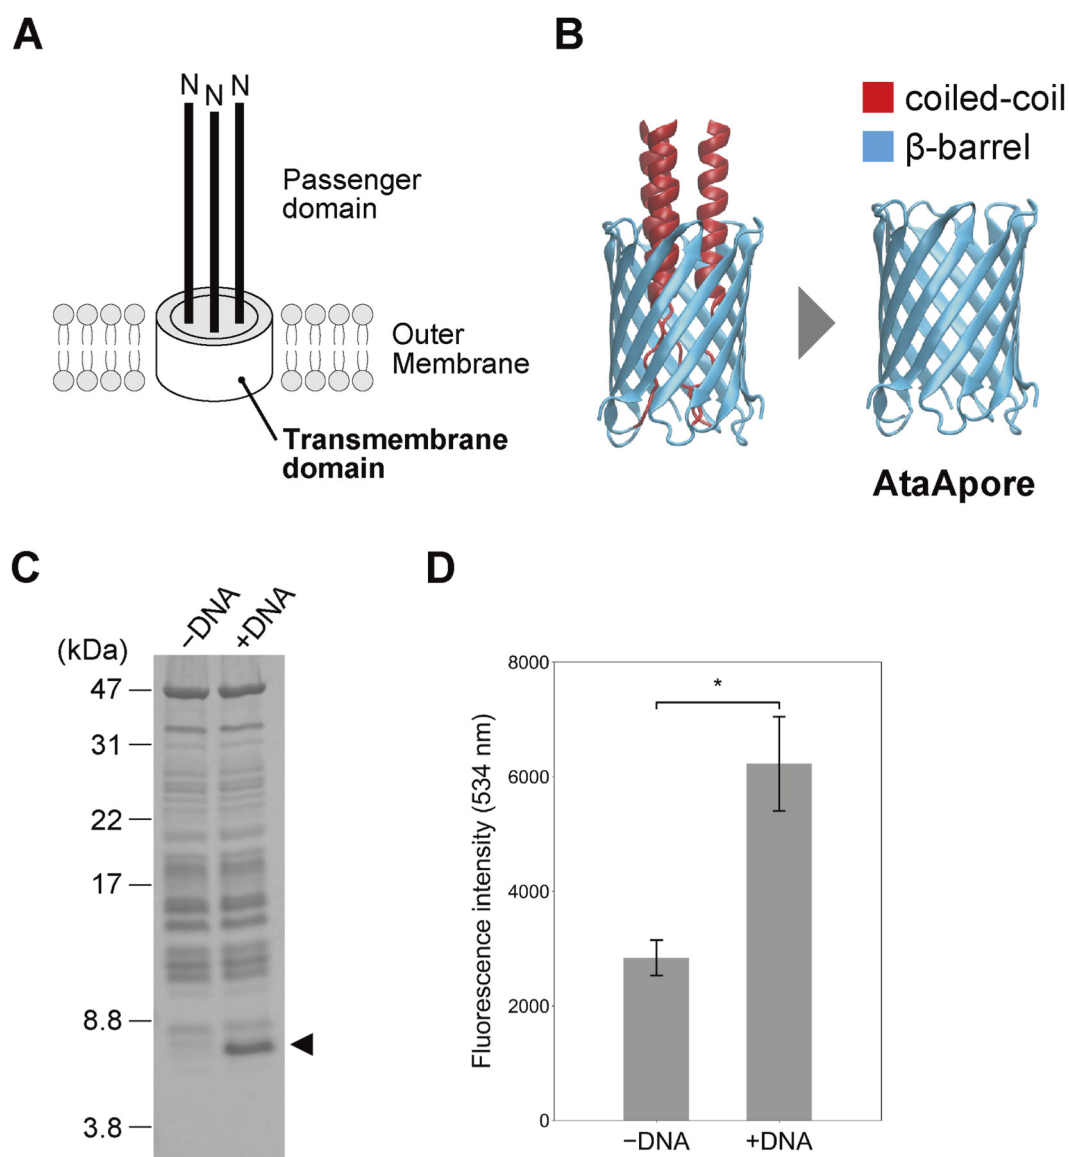 A
N N N
Passenger
domain
Outer
Membrane
Transmembrane
domain
B
coiled-coil
β-barrel
AtaApore
C
−DNA
+DNA
(kDa)
47
31
22
17
8.8
3.8
D
Fluorescence intensity (534 nm)
8000
6000
4000
2000
0
*
−DNA
+DNA